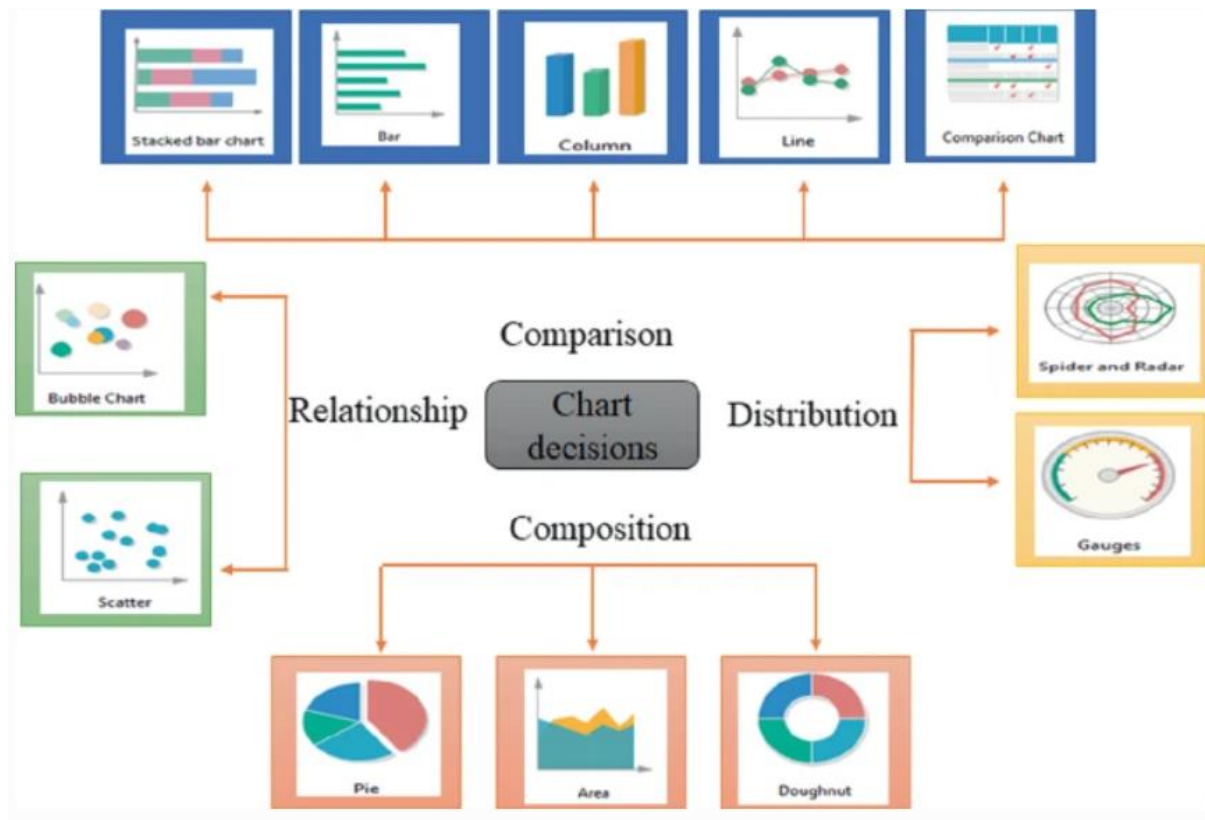 Stacked bar chart
Bar
Column
Line
Comparison Chart
Bubble Chart
Scatter
Relationship
Comparison
Chart
decisions
Composition
Distribution
Spider and Radar
Gauges
Pie
Area
Doughnut